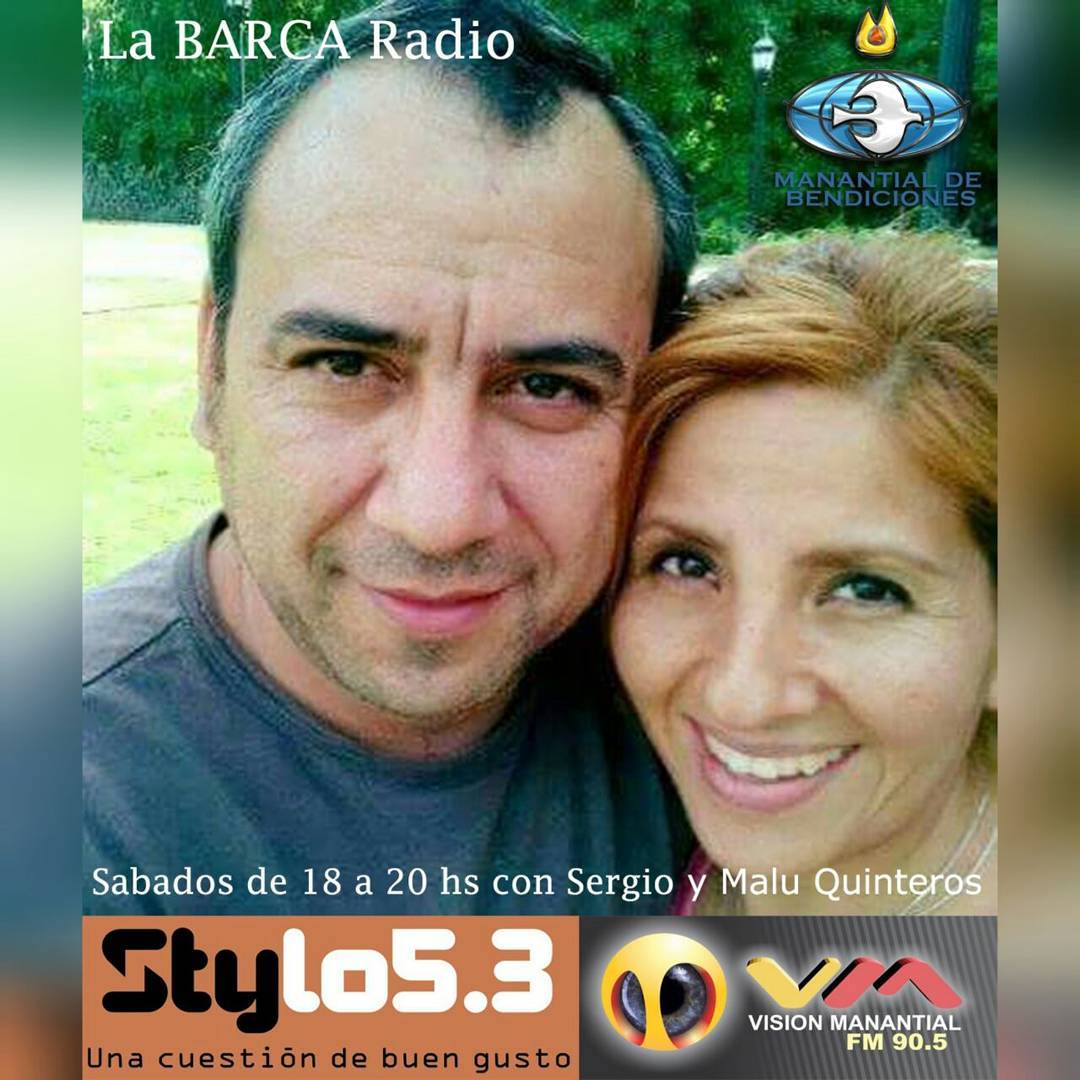 La BARCA Radio
MANANTIAL DE
BENDICIONES
Sabados de 18 a 20 hs con Sergio y Malu Quinteros
Stylo5.3
Una cuestión de buen gusto
VM
VISION MANANTIAL
FM 90.5